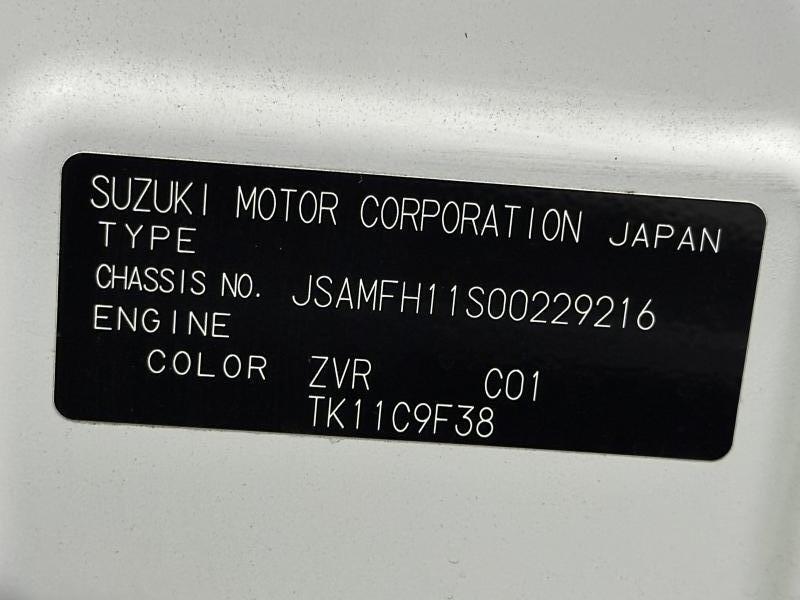 SUZUKI MOTOR CORPORATION JAPAN
TYPE
CHASSIS NO. JSAMFH11S00229216
ENGINE
COLOR ZVR C01
TK11C9F38